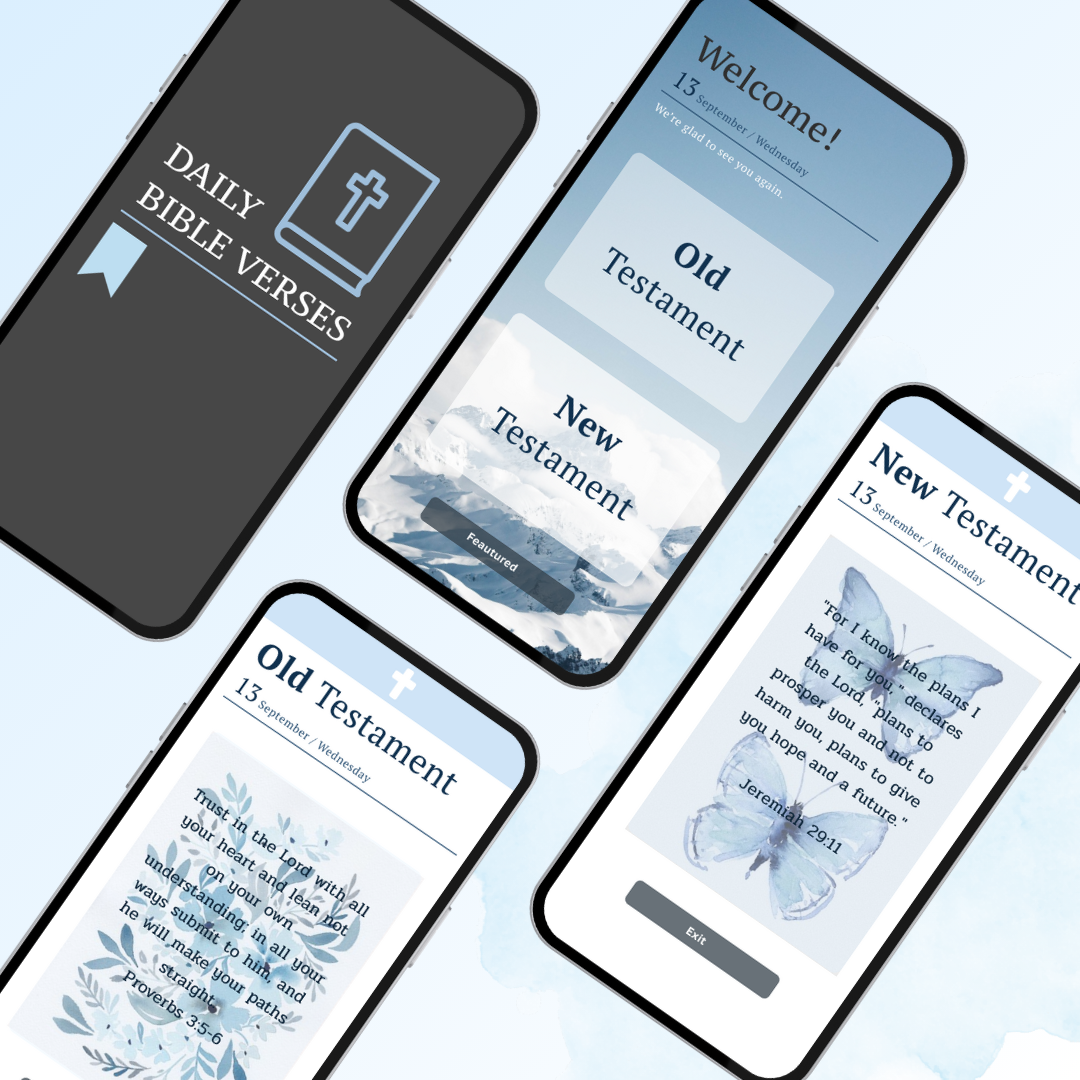 DAILY
BIBLE VERSES
Welcome!
13 September / Wednesday
We're glad to see you again.
Old
Testament
New
Testament
Feautured
Old Testament
13 September / Wednesday
Trust in the Lord with all
your heart and lean not
on your own
understanding; in all your
ways submit to him, and
he will make your paths
straight.
Proverbs 3:5-6
New Testament
13 September / Wednesday
"For I know the plans I
have for you," declares
the Lord, "plans to
prosper you and not to
harm you, plans to give
you hope and a future."
Jeremiah 29:11
Exit